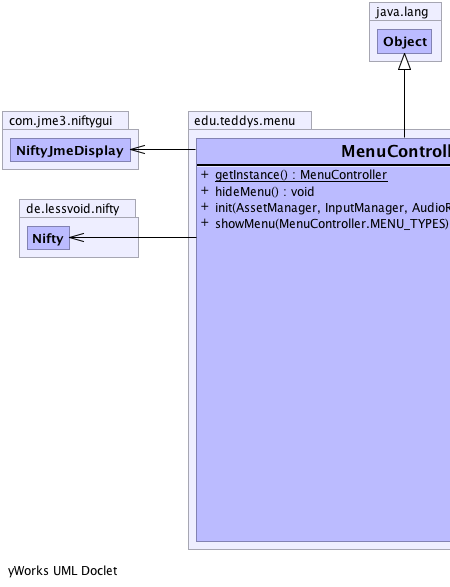 java.lang
Object
com.jme3.niftygui
NiftyJmeDisplay
edu.teddys.menu
MenuControll
+ getInstance() : MenuController
+ hideMenu() : void
+ init(AssetManager, InputManager, AudioR
+ showMenu(MenuController.MENU_TYPES)
de.lessvoid.nifty
Nifty
yWorks UML Doclet